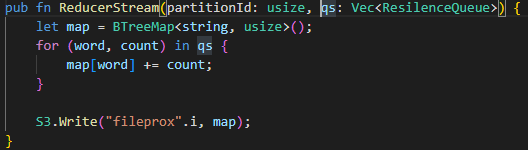 pub fn ReducerStream(partitionId: usize, qs: Vec<ResilenceQueue>) {
    let map = BTreeMap<string, usize>();
    for (word, count) in qs {
        map[word] += count;
    }

    S3.Write("fileprox".i, map);
}